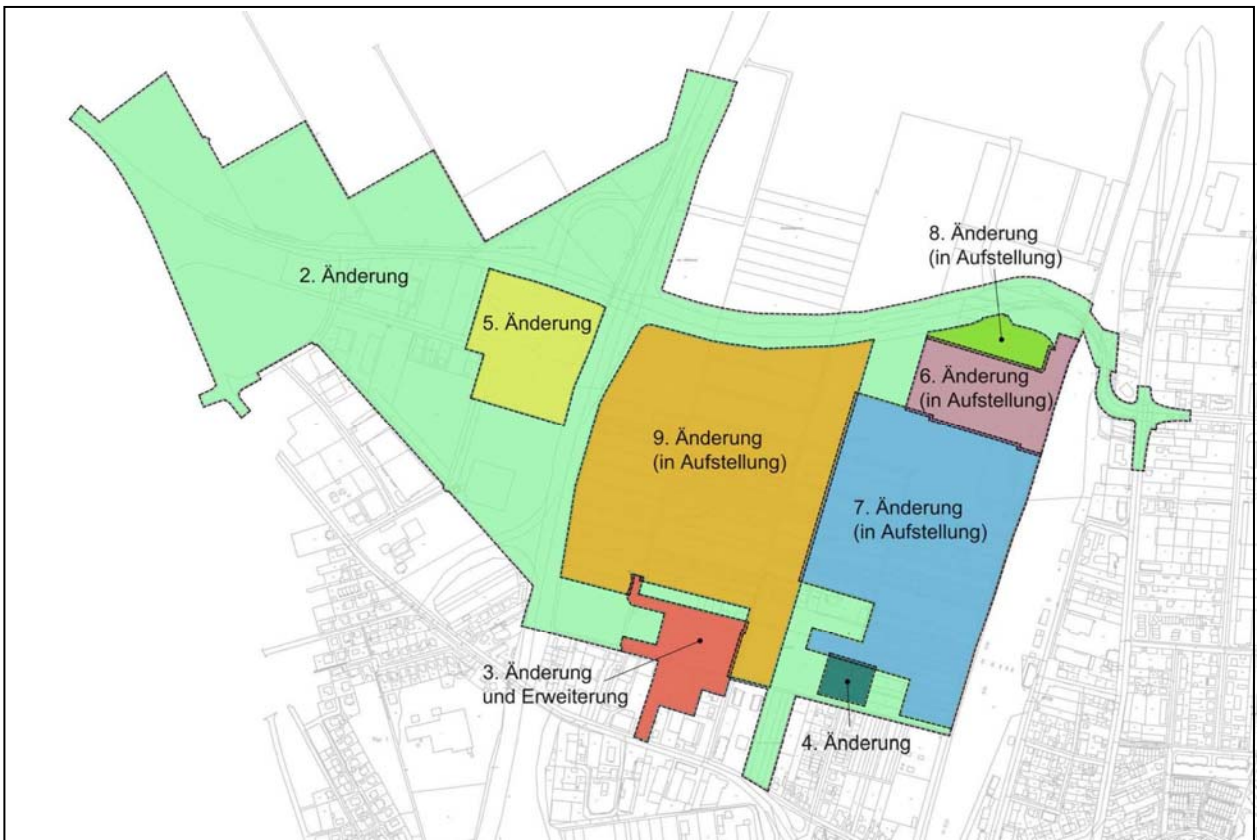 8. Änderung
(in Aufstellung)
2. Änderung
5. Änderung
6. Änderung
(in Aufstellung)
9. Änderung
(in Aufstellung)
7. Änderung
(in Aufstellung)
3. Änderung
und Erweiterung
4. Änderung